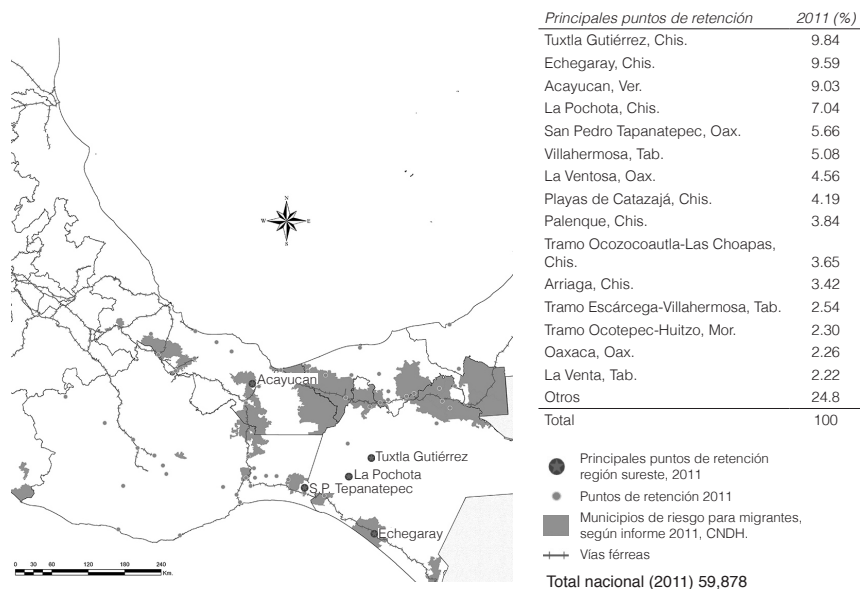 Principales puntos de retención 2011 (%)
Tuxtla Gutiérrez, Chis. 9.84
Echegaray, Chis. 9.59
Acayucan, Ver. 9.03
La Pochota, Chis. 7.04
San Pedro Tapanatepec, Oax. 5.66
Villahermosa, Tab. 5.08
La Ventosa, Oax. 4.56
Playas de Catazajá, Chis. 4.19
Palenque, Chis. 3.84
Tramo Ocozocoautla-Las Choapas,
Chis. 3.65
Arriaga, Chis. 3.42
Tramo Escárcega-Villahermosa, Tab. 2.54
Tramo Ocotepec-Huitzo, Mor. 2.30
Oaxaca, Oax. 2.26
La Venta, Tab. 2.22
Otros 24.8
Total 100
N
W E
S
Acayucan
Tuxtla Gutiérrez
La Pochota
S.P. Tepanatepec
Echegaray
0 30 60 120 180 240
Km.
Principales puntos de retención
región sureste, 2011
Puntos de retención 2011
Municipios de riesgo para migrantes,
según informe 2011, CNDH.
Vías férreas
Total nacional (2011) 59,878